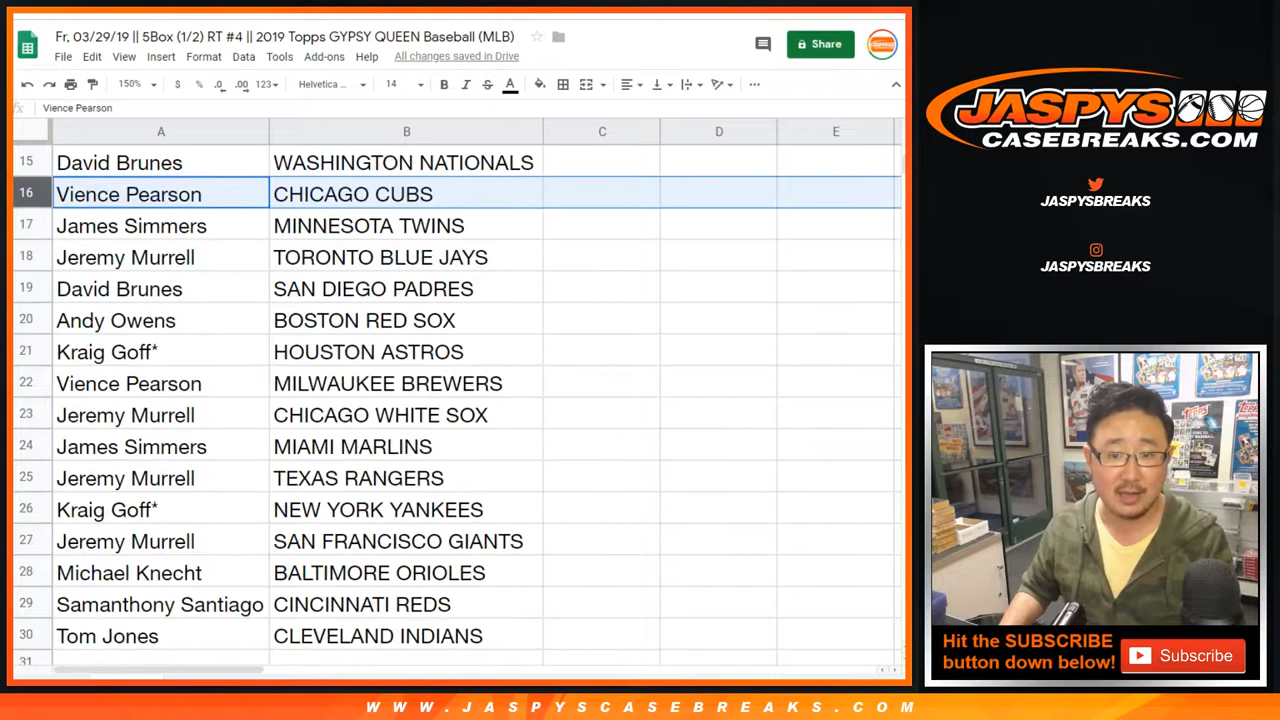 Fr, 03/29/19 || 5Box (1/2) RT #4 || 2019 Topps GYPSY QUEEN Baseball (MLB)
File Edit View Insert Format Data Tools Add-ons Help All changes saved in Drive
Share
150% $ % .0 .00 123 Helvetica ... 14 B I S A
fx Vience Pearson
A B C D E
15 David Brunes WASHINGTON NATIONALS
16 Vience Pearson CHICAGO CUBS
17 James Simmers MINNESOTA TWINS
18 Jeremy Murrell TORONTO BLUE JAYS
19 David Brunes SAN DIEGO PADRES
20 Andy Owens BOSTON RED SOX
21 Kraig Goff* HOUSTON ASTROS
22 Vience Pearson MILWAUKEE BREWERS
23 Jeremy Murrell CHICAGO WHITE SOX
24 James Simmers MIAMI MARLINS
25 Jeremy Murrell TEXAS RANGERS
26 Kraig Goff* NEW YORK YANKEES
27 Jeremy Murrell SAN FRANCISCO GIANTS
28 Michael Knecht BALTIMORE ORIOLES
29 Samanthony Santiago CINCINNATI REDS
30 Tom Jones CLEVELAND INDIANS
31
JASPYS
CASEBREAKS.COM
JASPYSBREAKS
JASPYSBREAKS
Hit the SUBSCRIBE
button down below!
Subscribe
WWW.JASPYSCASEBREAKS.COM